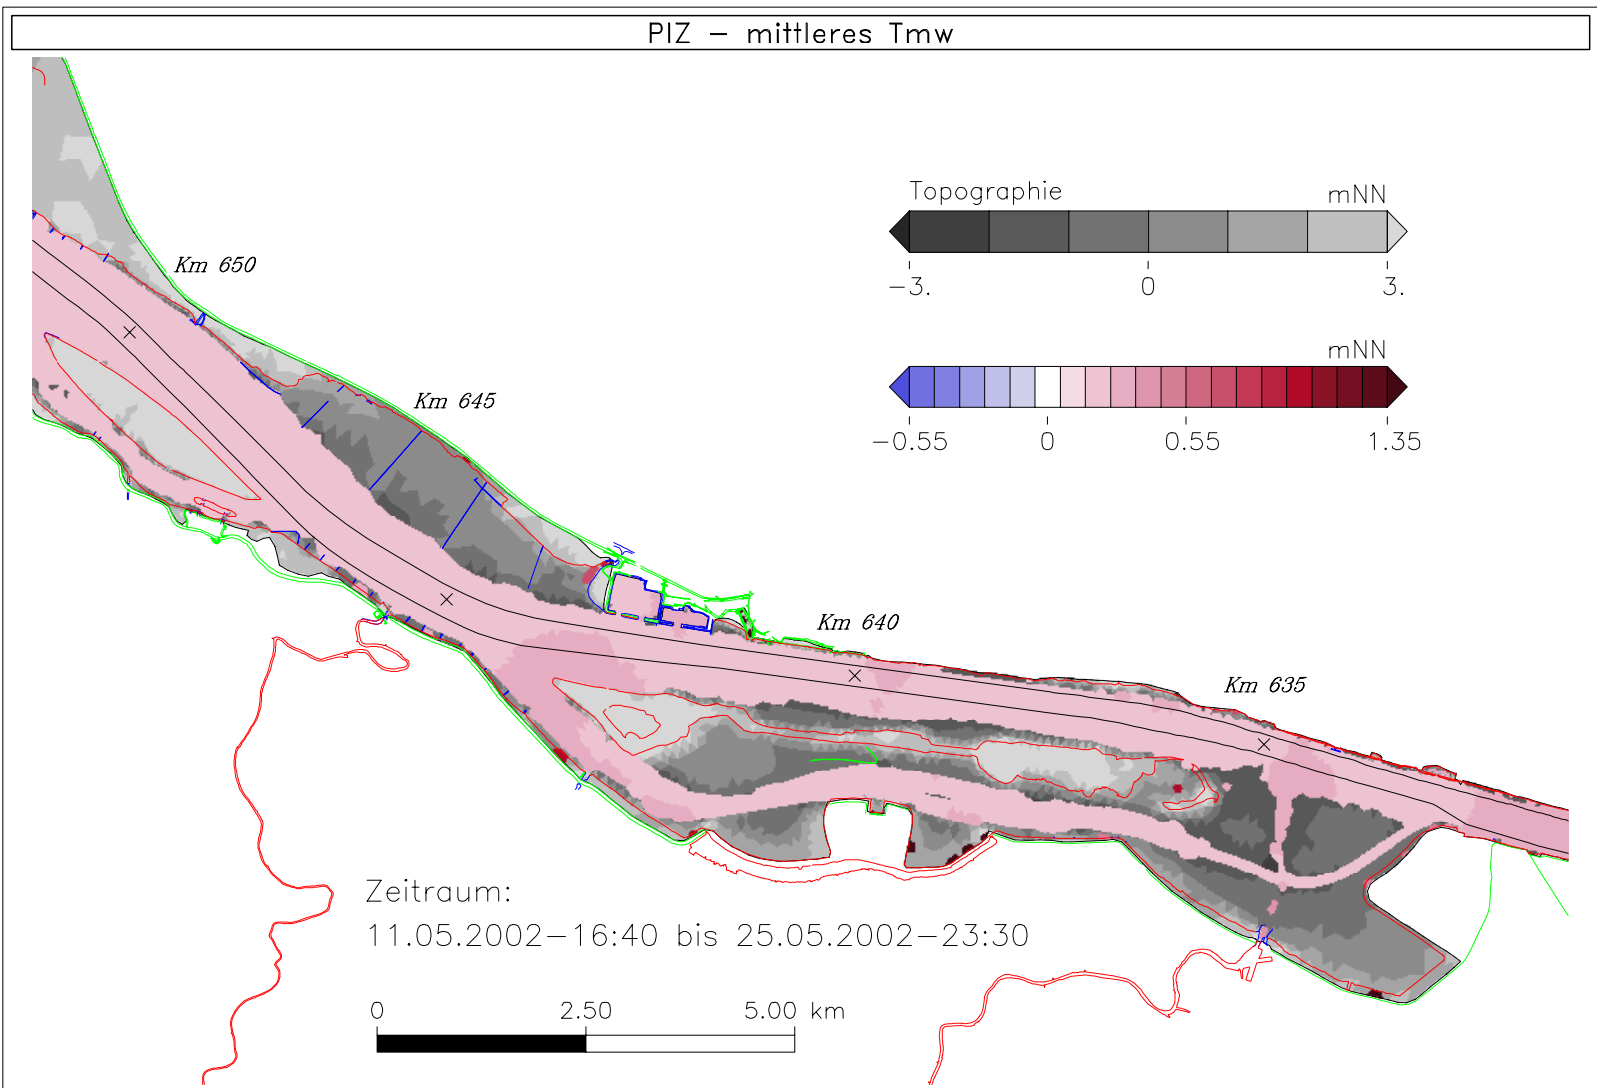 PIZ – mittleres Tmw
Topographie mNN
-3. 0 3.
Km 650
mNN
Km 645
-0.55 0 0.55 1.35
Km 640
Km 635
Zeitraum:
11.05.2002-16:40 bis 25.05.2002-23:30
0 2.50 5.00 km